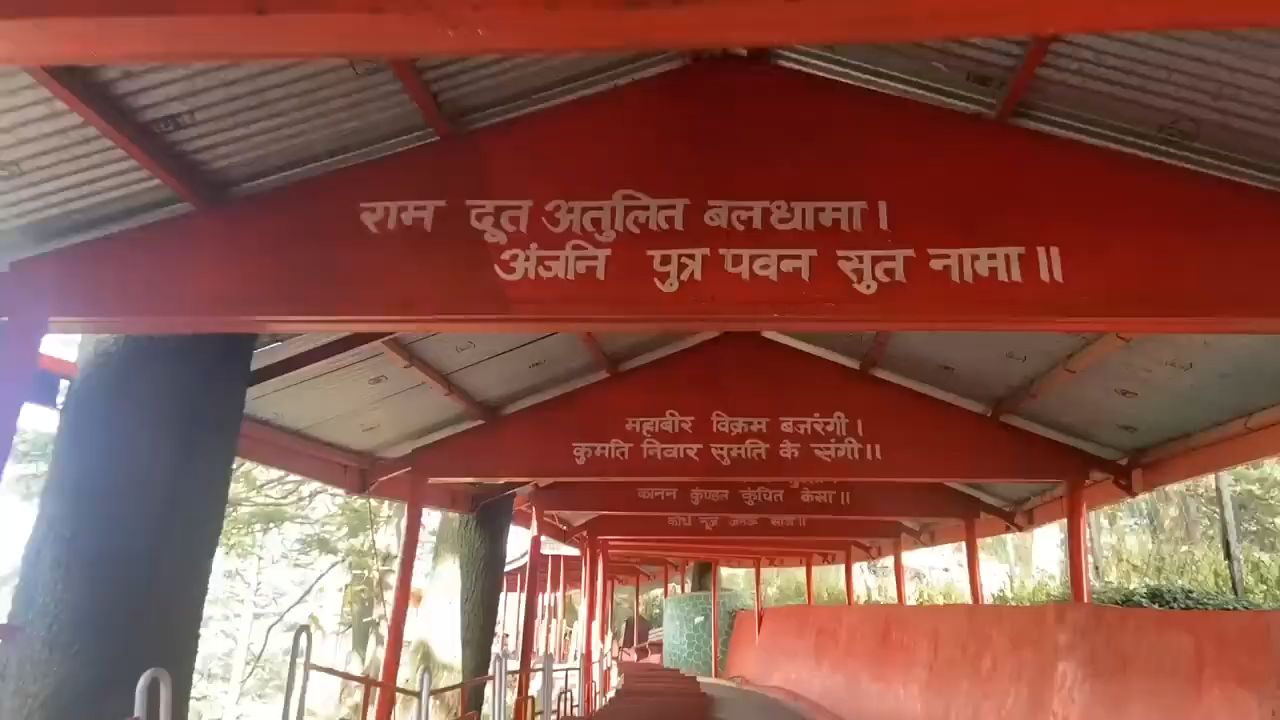 राम दूत अतुलित बलधामा।
अंजनि पुत्र पवन सुत नामा॥
महाबीर विक्रम बजरंगी।
कुमति निवार सुमति के संगी॥
कानन कुंण्डल कुंचित केसा॥